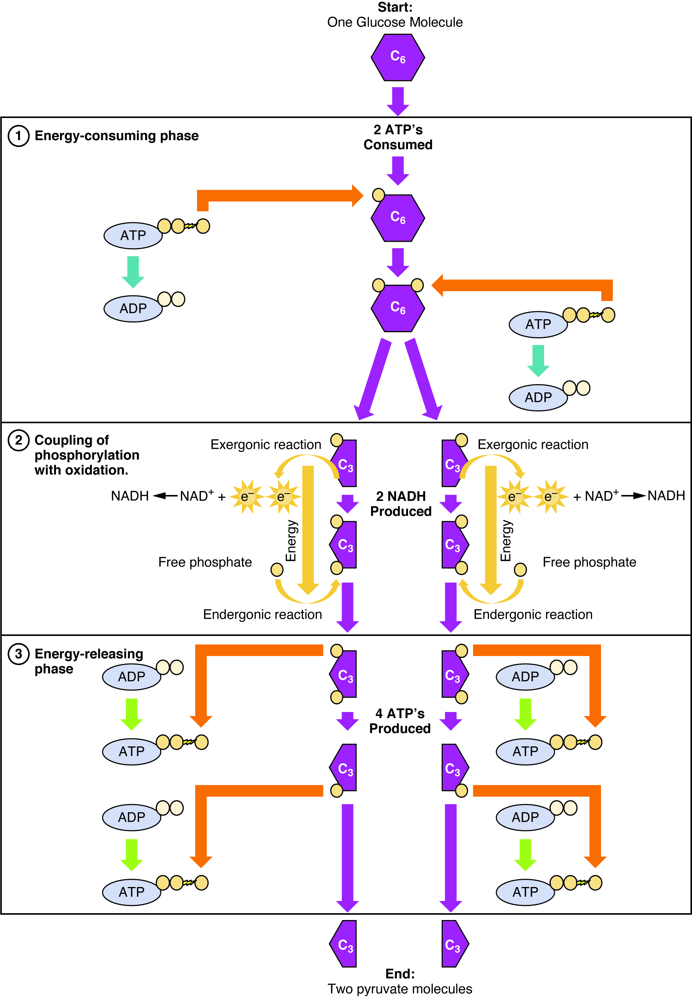 Start:
One Glucose Molecule
C6
1 Energy-consuming phase
2 ATP’s
Consumed
C6
ATP
ADP
C6
ATP
ADP
2 Coupling of
phosphorylation
with oxidation.
Exergonic reaction
C3
NADH
NAD+ +
e−
e−
Energy
C3
Free phosphate
Endergonic reaction
2 NADH
Produced
Exergonic reaction
C3
e−
e−
+ NAD+
NADH
Energy
C3
Free phosphate
Endergonic reaction
3 Energy-releasing
phase
ADP
C3
C3
ADP
4 ATP’s
Produced
ATP
ATP
C3
C3
ADP
ADP
ATP
ATP
C3
C3
End:
Two pyruvate molecules